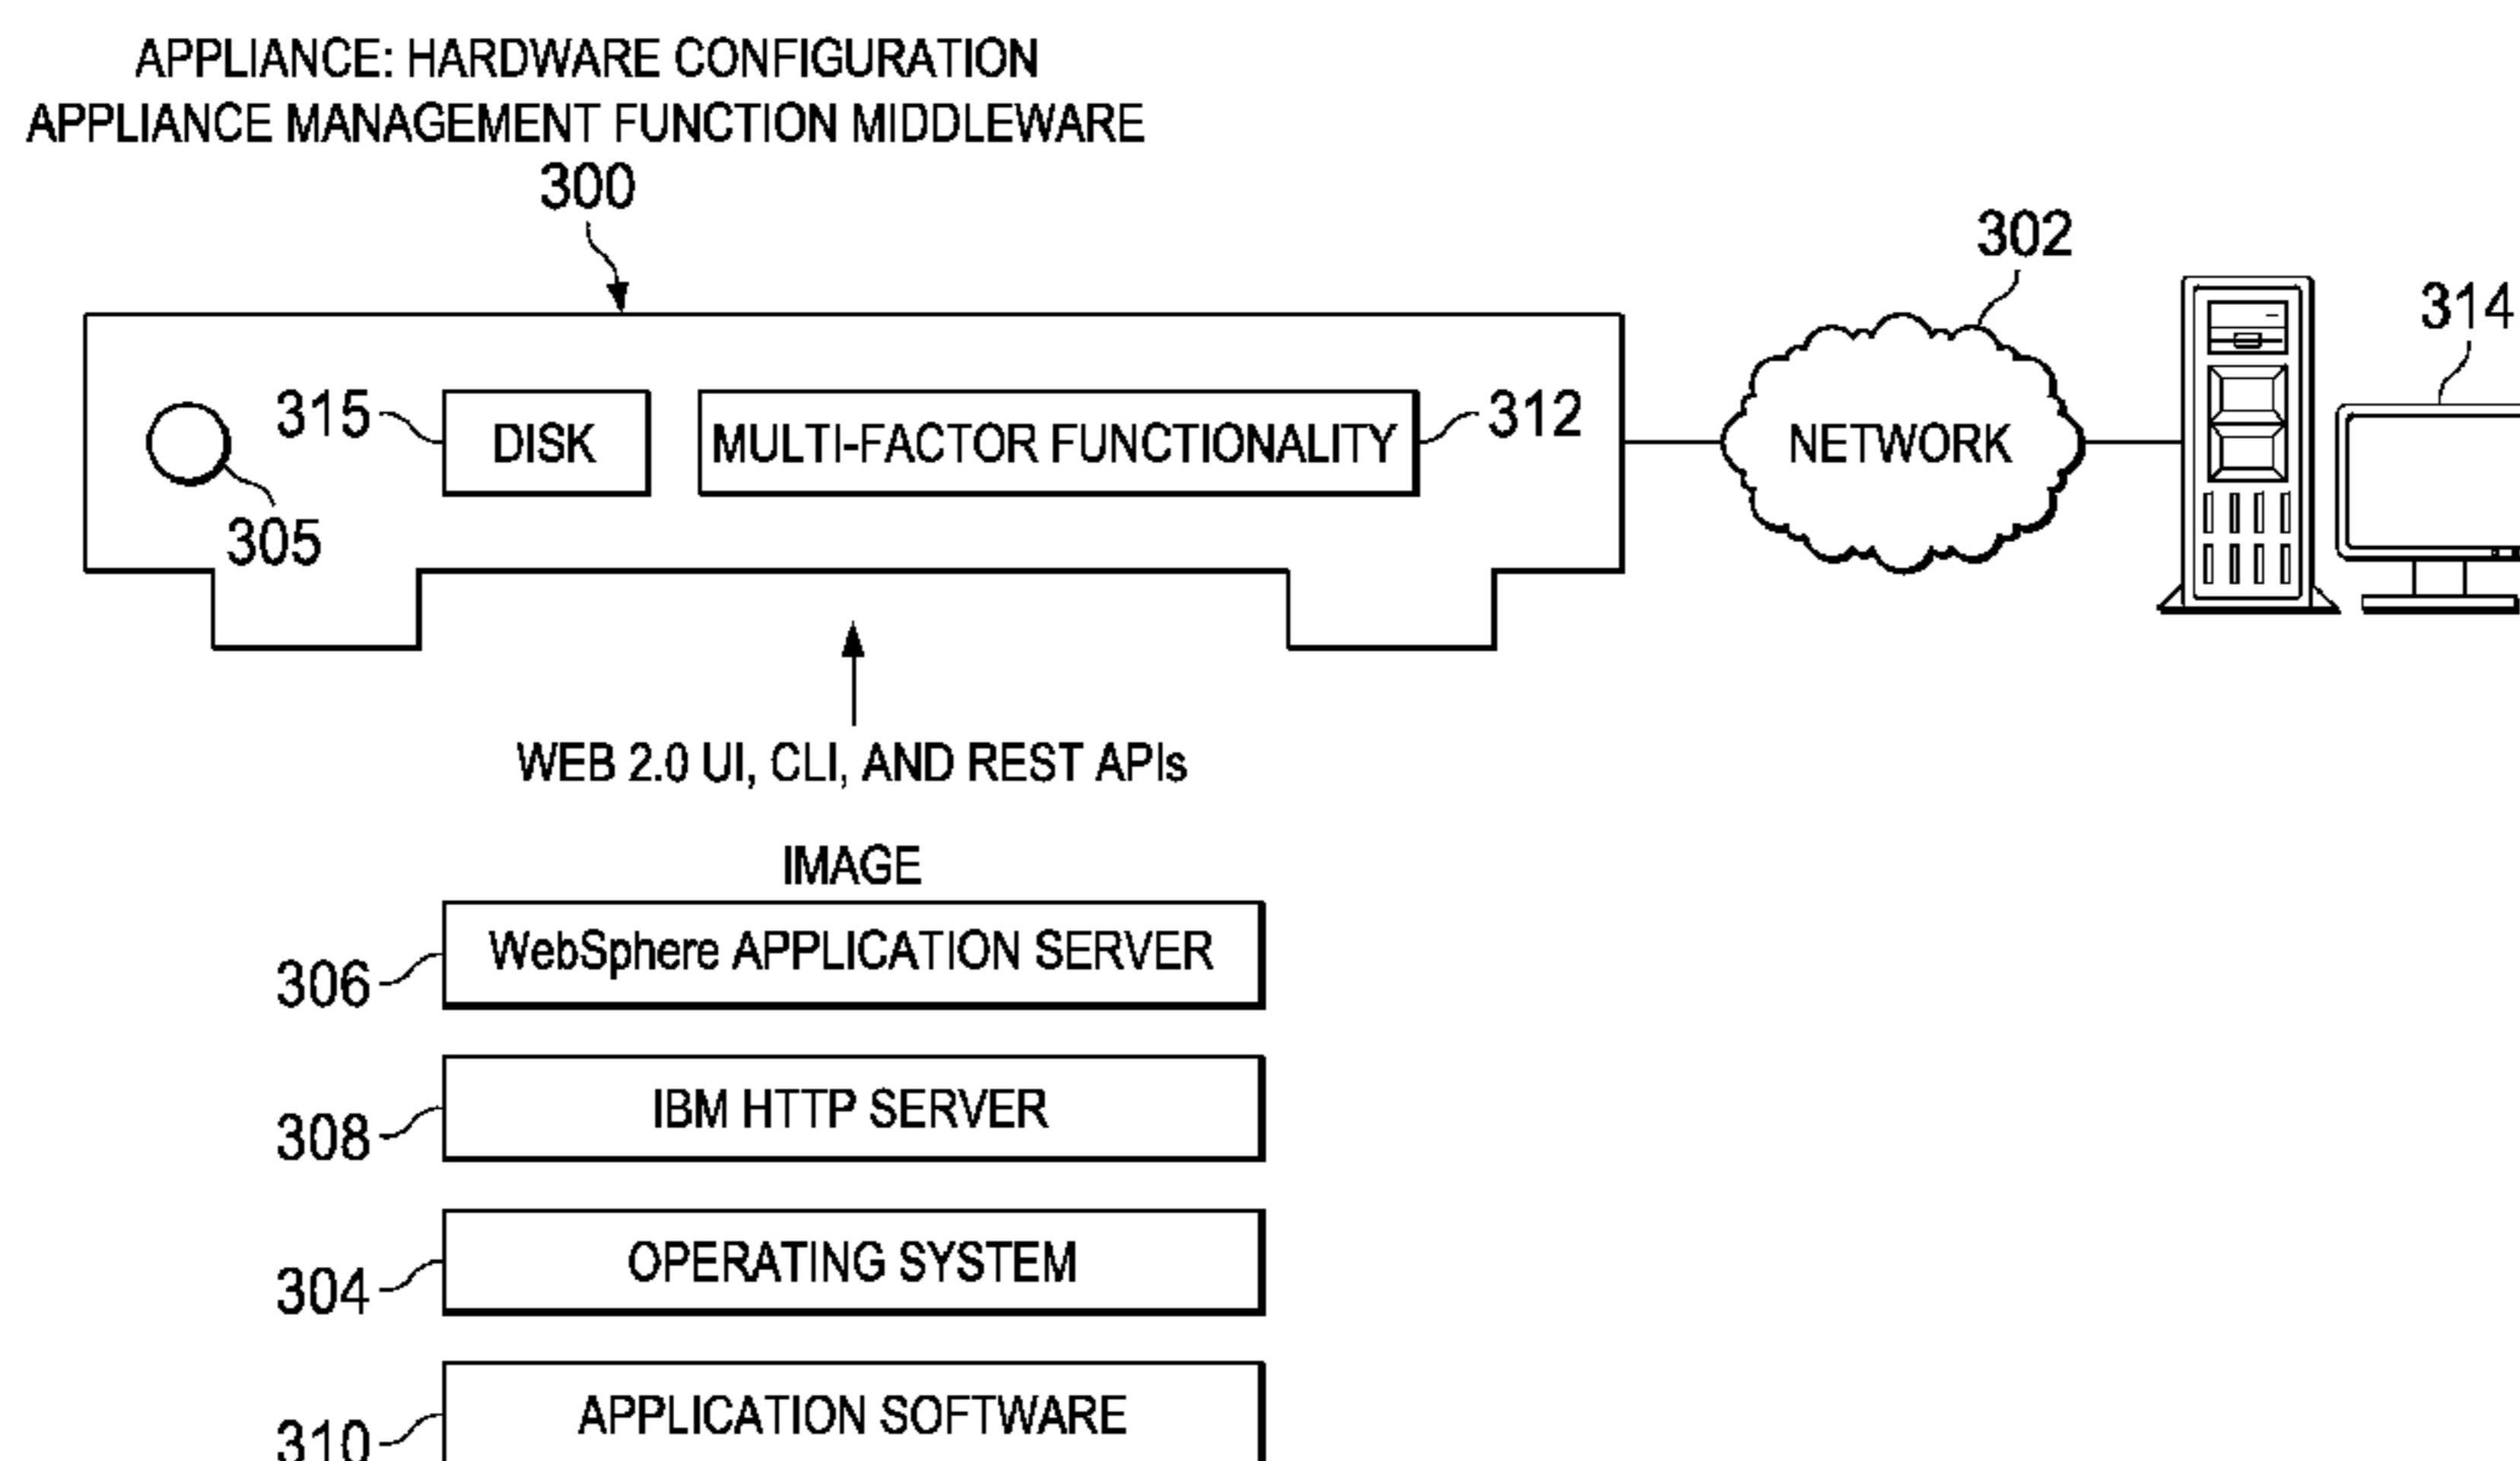 APPLIANCE: HARDWARE CONFIGURATION
APPLIANCE MANAGEMENT FUNCTION MIDDLEWARE
300
302
314
315
DISK
MULTI-FACTOR FUNCTIONALITY
312
NETWORK
305
WEB 2.0 UI, CLI, AND REST APIs
IMAGE
WebSphere APPLICATION SERVER
306
IBM HTTP SERVER
308
OPERATING SYSTEM
304
APPLICATION SOFTWARE
310